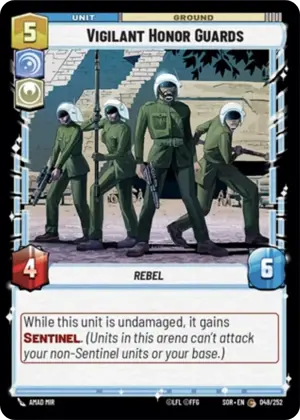 UNIT
GROUND
5
VIGILANT HONOR GUARDS
4
REBEL
6
While this unit is undamaged, it gains
SENTINEL. (Units in this arena can't attack
your non-Sentinel units or your base.)
AMAD MIR
©LFL ©FFG
SOR • EN
048/252